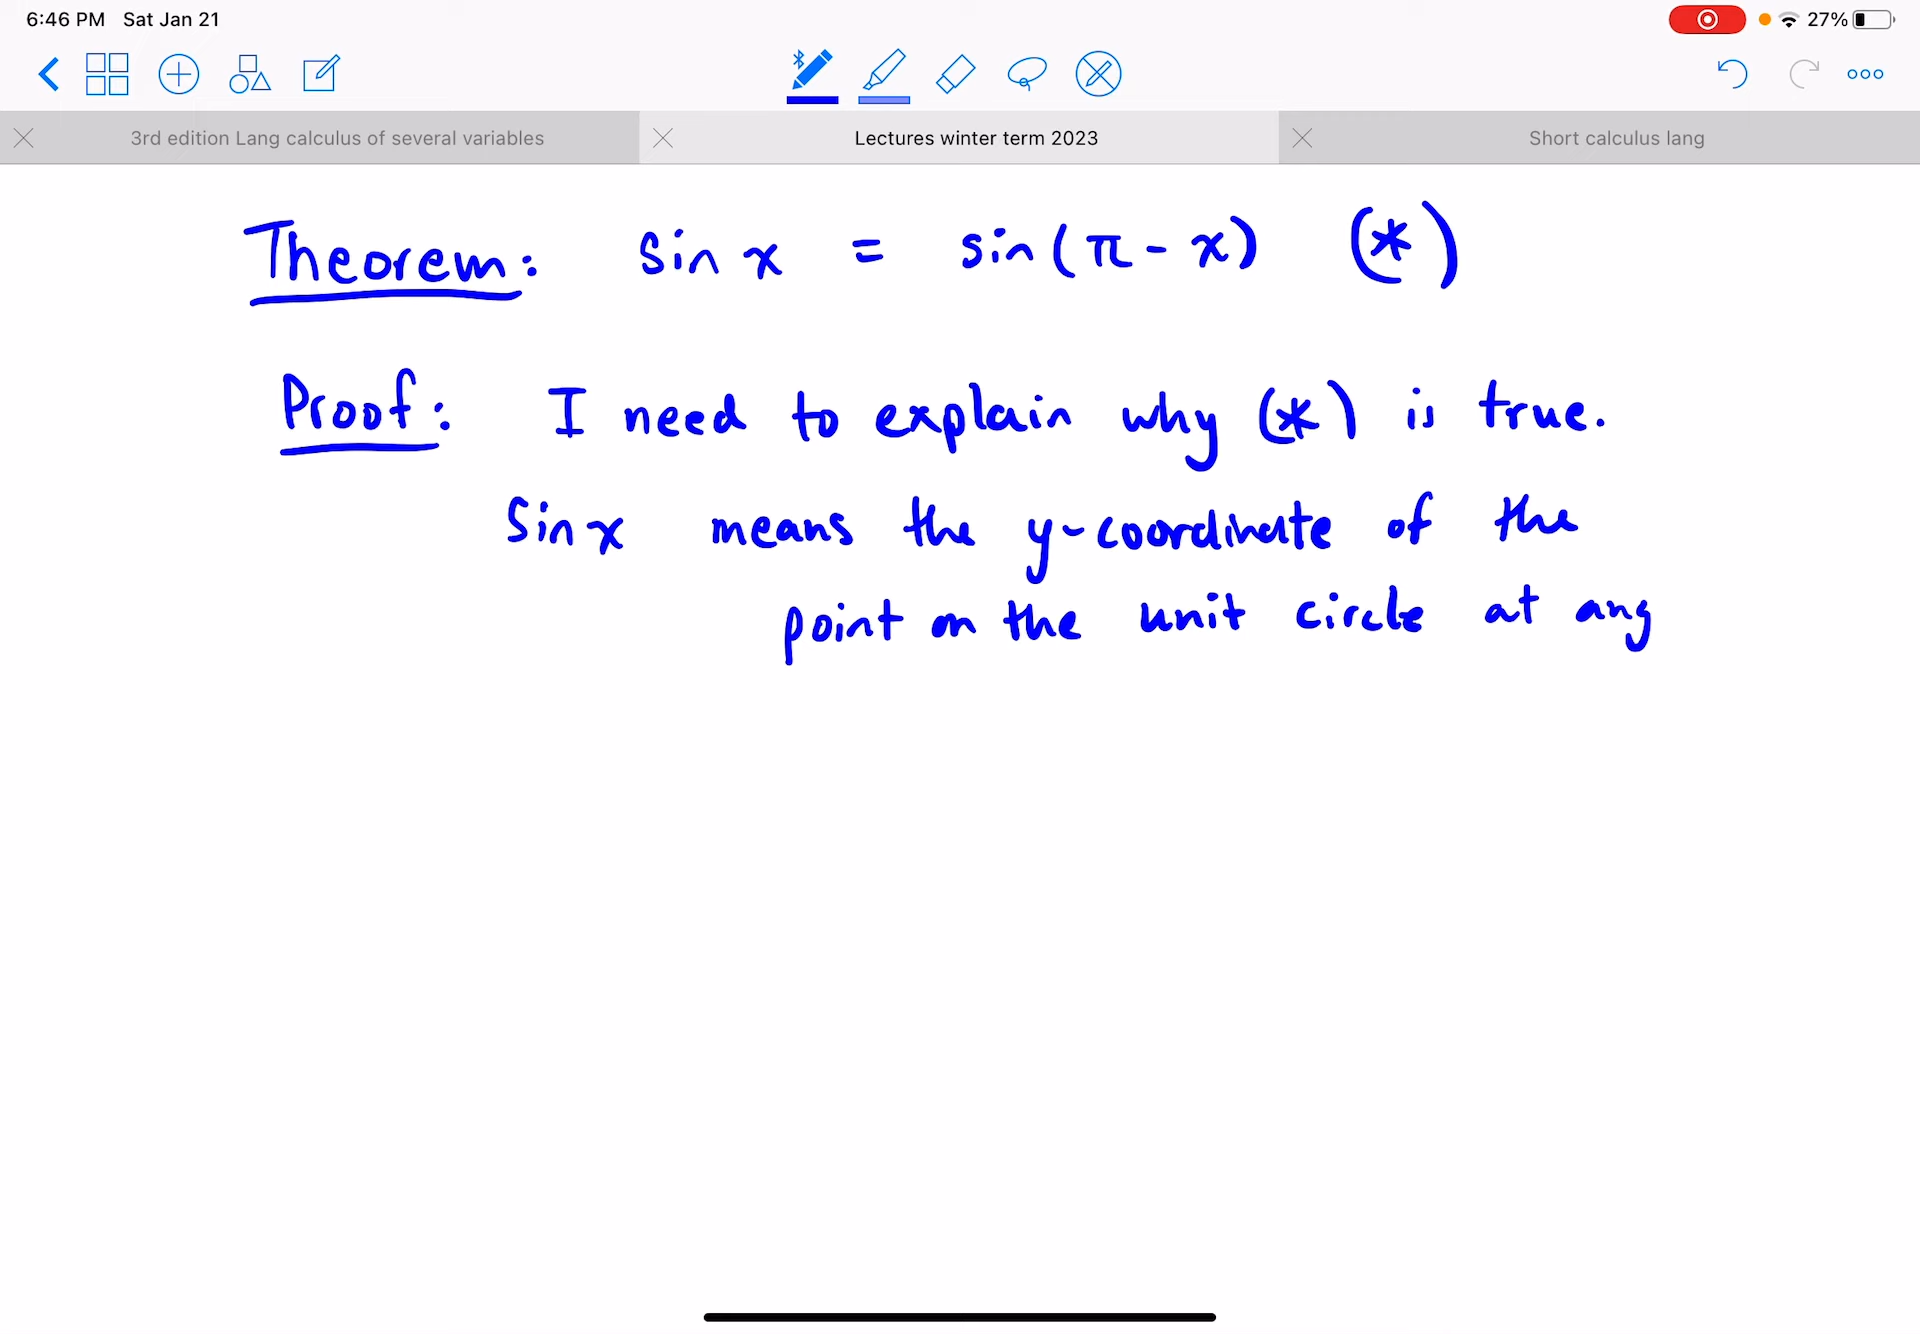 6:46 PM Sat Jan 21
27%
3rd edition Lang calculus of several variables
Lectures winter term 2023
Short calculus lang
Theorem: sin x = sin(π - x) (*)
Proof: I need to explain why (*) is true.
sin x means the y-coordinate of the
point on the unit circle at ang